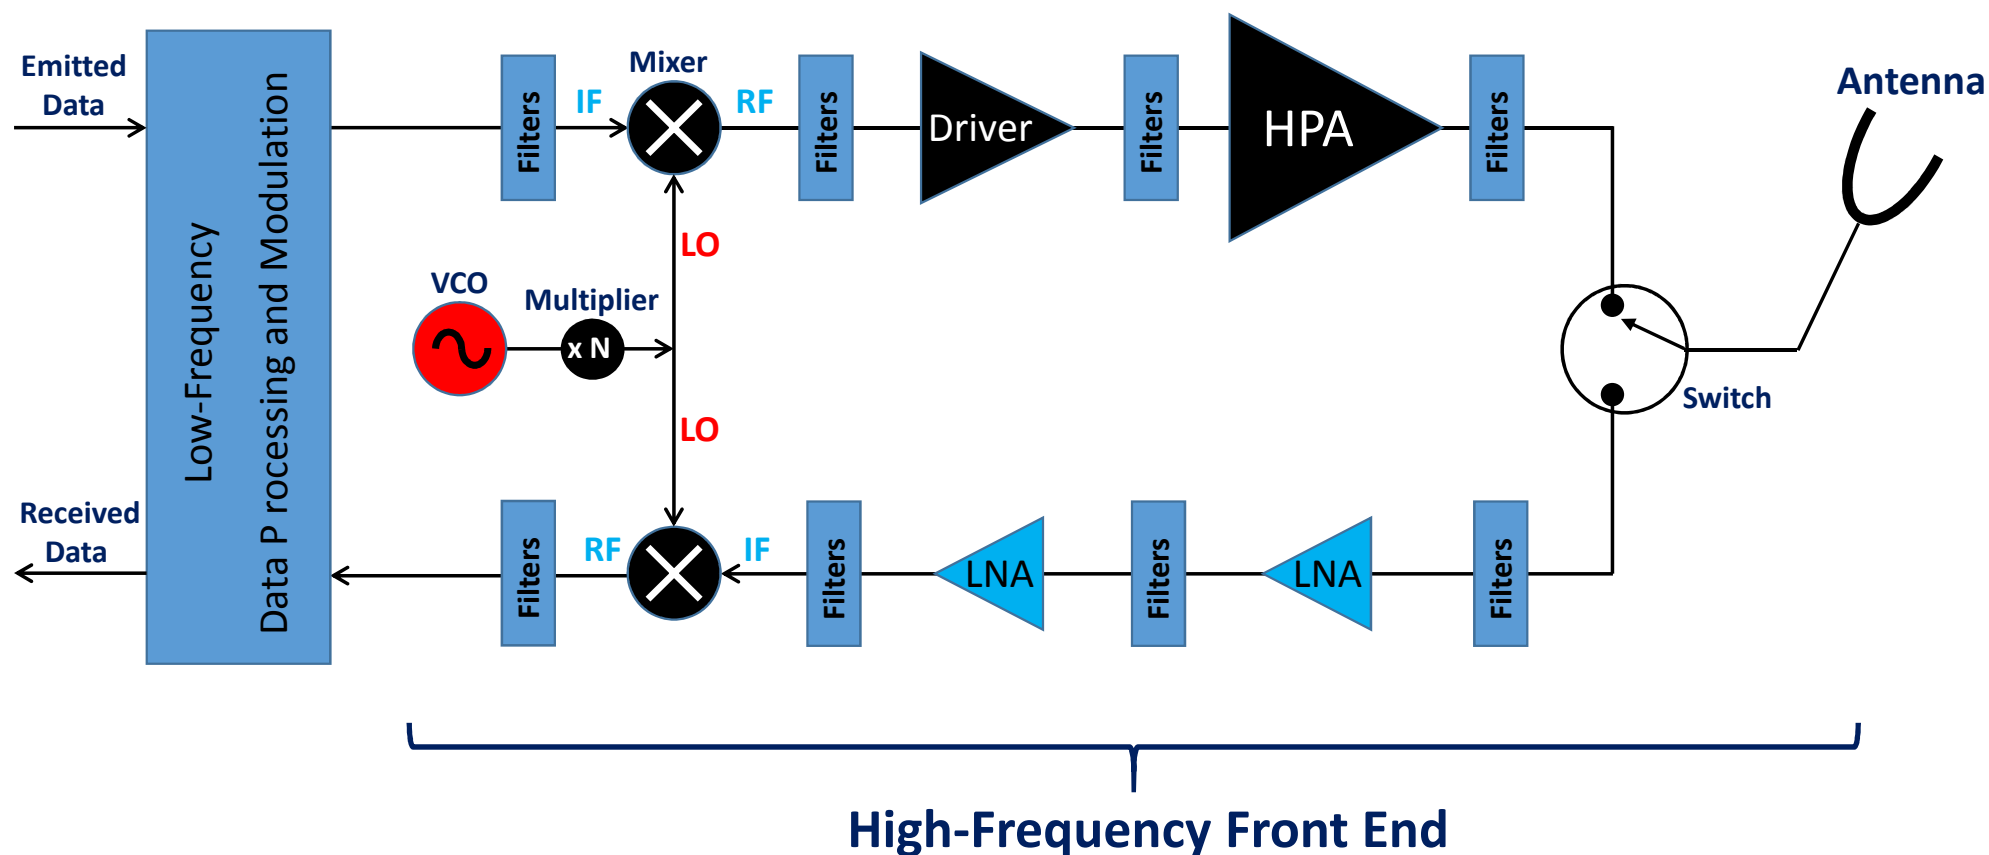 Emitted
Data
Low-Frequency
Data P rocessing and Modulation
Filters
IF
Mixer
RF
Filters
Driver
Filters
HPA
Filters
Antenna
LO
VCO
Multiplier
x N
Switch
LO
Received
Data
Filters
RF
IF
Filters
LNA
Filters
LNA
Filters
High-Frequency Front End